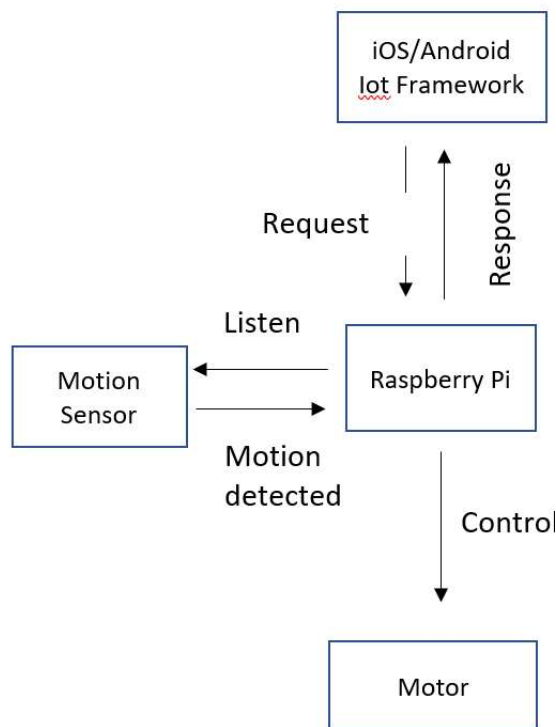 iOS/Android
Iot Framework
Request
Response
Listen
Motion
Sensor
Raspberry Pi
Motion
detected
Control
Motor